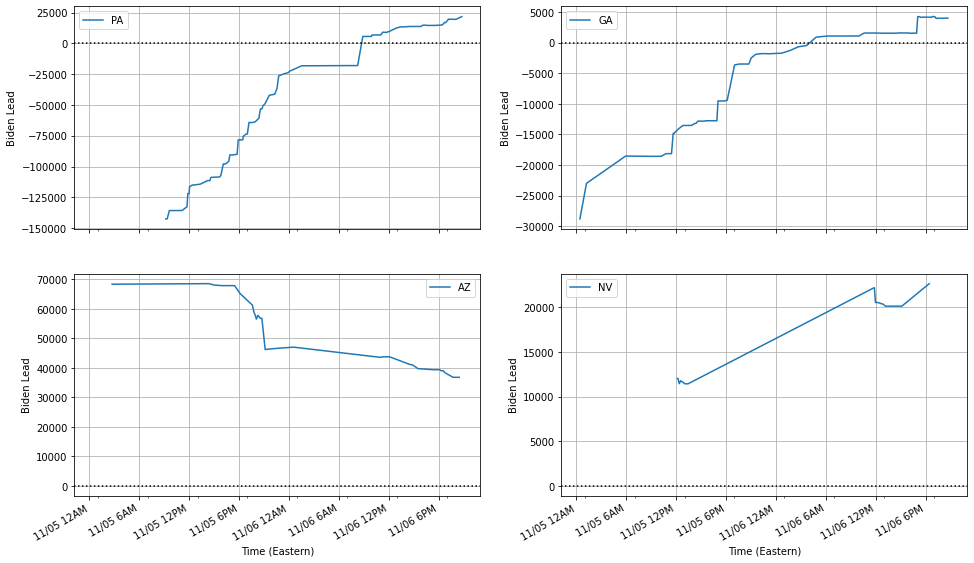 PA
25000
0
−25000
−50000
−75000
−100000
−125000
−150000
Biden Lead
GA
5000
0
−5000
−10000
−15000
−20000
−25000
−30000
Biden Lead
AZ
70000
60000
50000
40000
30000
20000
10000
0
Biden Lead
11/05 12AM
11/05 6AM
11/05 12PM
11/05 6PM
11/06 12AM
11/06 6AM
11/06 12PM
11/06 6PM
Time (Eastern)
NV
20000
15000
10000
5000
0
Biden Lead
11/05 12AM
11/05 6AM
11/05 12PM
11/05 6PM
11/06 12AM
11/06 6AM
11/06 12PM
11/06 6PM
Time (Eastern)